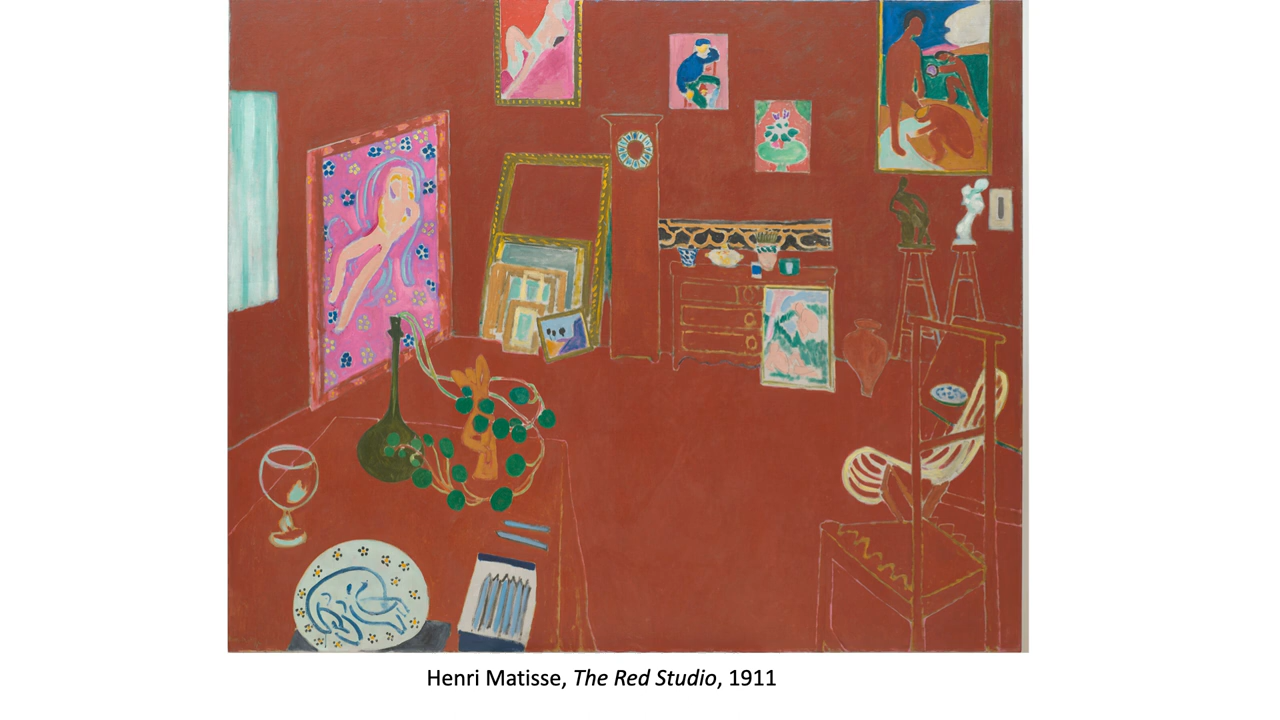 Henri Matisse, The Red Studio, 1911